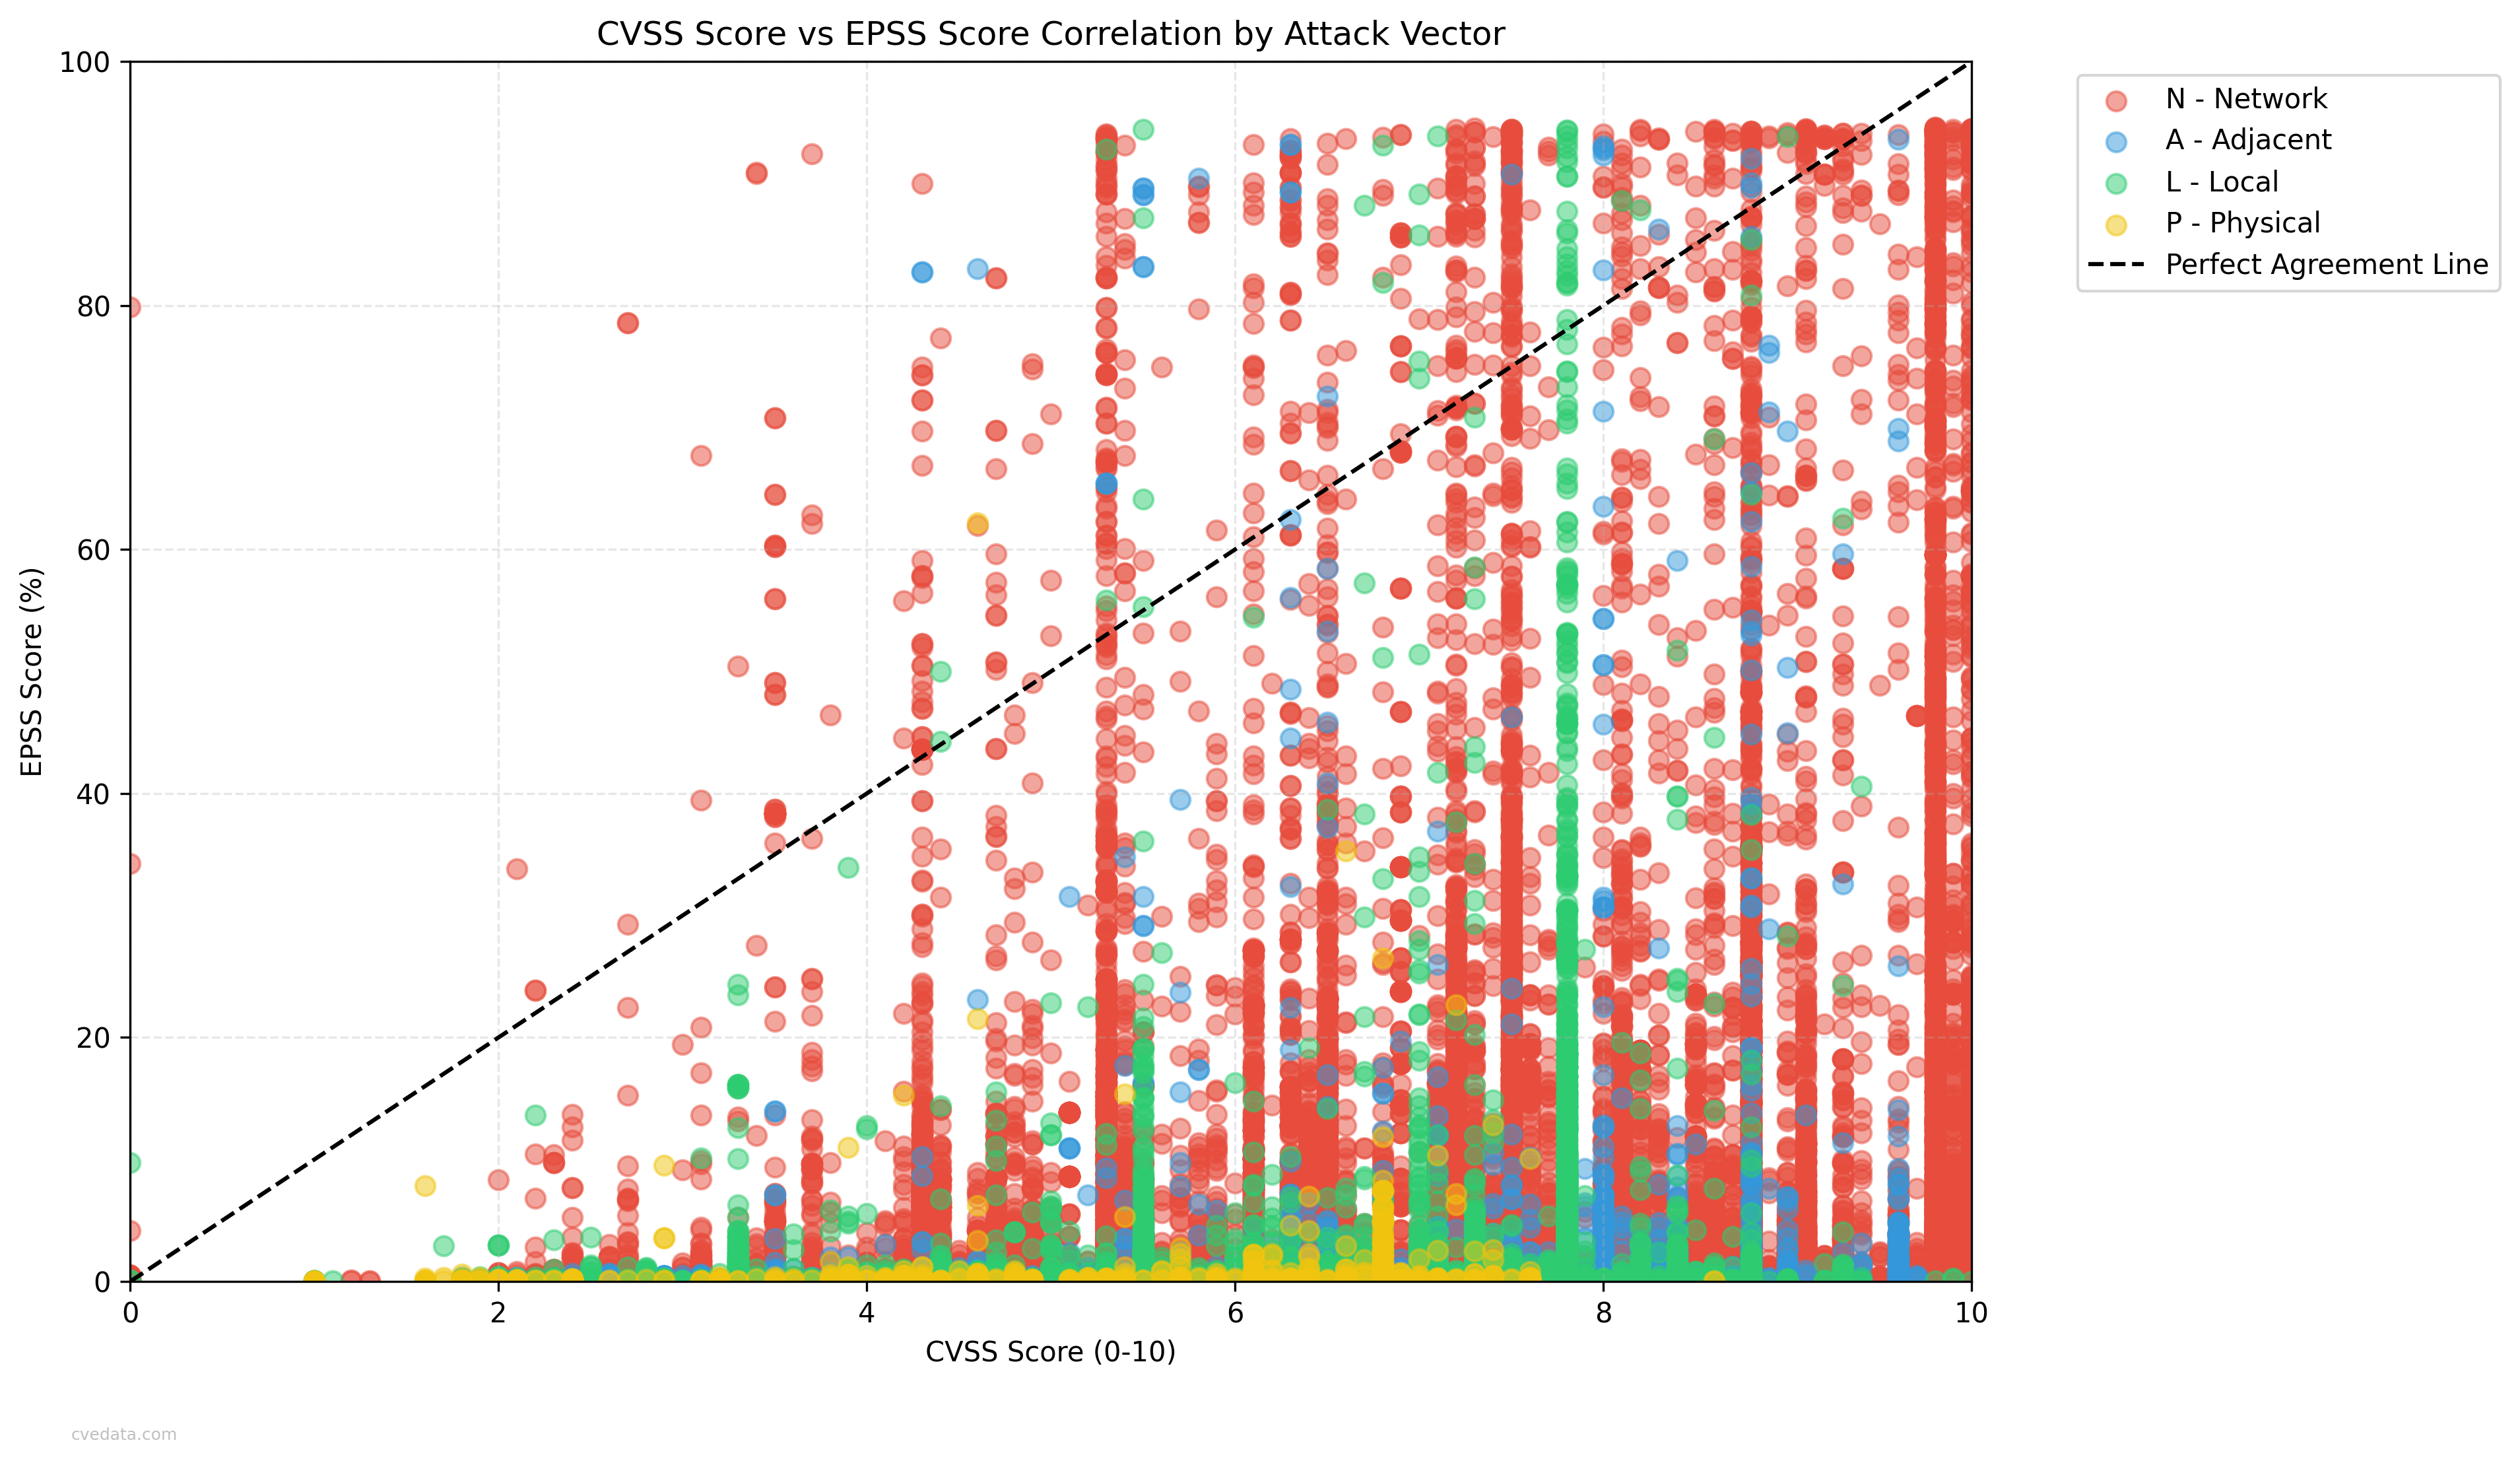 CVSS Score vs EPSS Score Correlation by Attack Vector
N - Network
A - Adjacent
L - Local
P - Physical
Perfect Agreement Line
EPSS Score (%)
100
80
60
40
20
0
0 2 4 6 8 10
CVSS Score (0-10)
cvedata.com